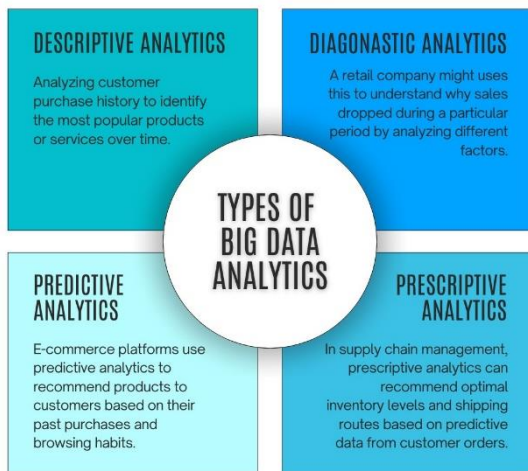 DESCRIPTIVE ANALYTICS
Analyzing customer
purchase history to identify
the most popular products
or services over time.
DIAGONASTIC ANALYTICS
A retail company might uses
this to understand why sales
dropped during a particular
period by analyzing different
factors.
TYPES OF
BIG DATA
ANALYTICS
PREDICTIVE
ANALYTICS
E-commerce platforms use
predictive analytics to
recommend products to
customers based on their
past purchases and
browsing habits.
PRESCRIPTIVE
ANALYTICS
In supply chain management,
prescriptive analytics can
recommend optimal
inventory levels and shipping
routes based on predictive
data from customer orders.